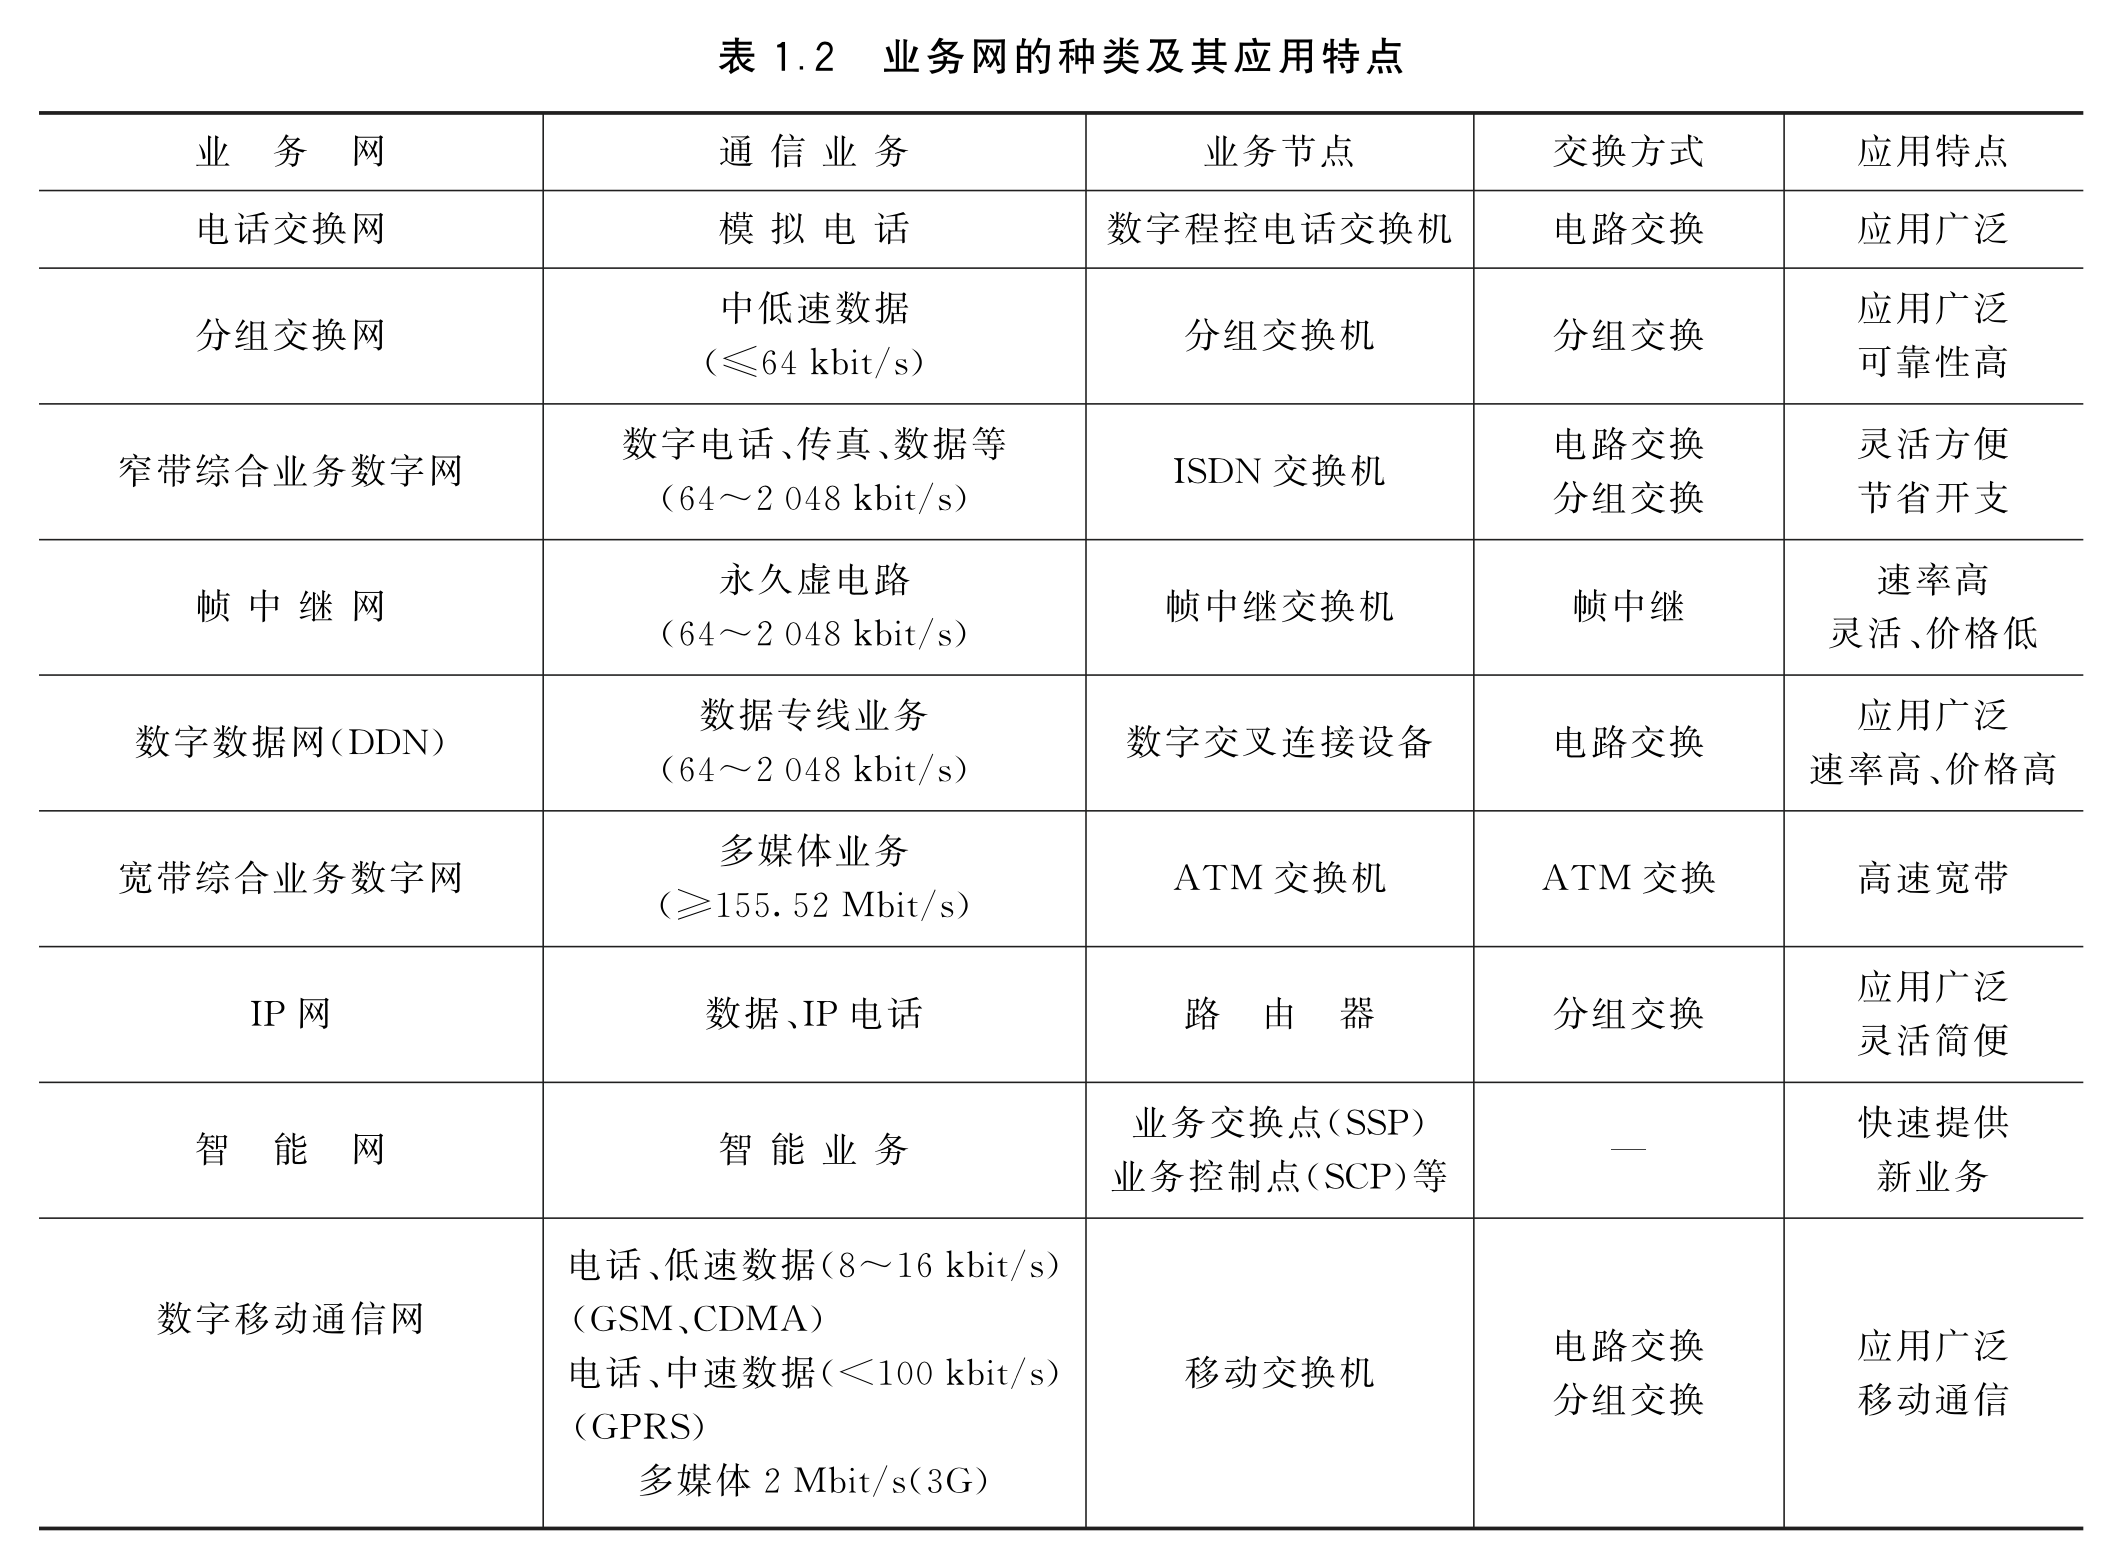 表 1.2　业务网的种类及其应用特点
业　务　网　通 信 业 务　业务节点　交换方式　应用特点
电话交换网　模 拟 电 话　数字程控电话交换机　电路交换　应用广泛
分组交换网
中低速数据
(≤64 kbit/s)
分组交换机
分组交换
应用广泛
可靠性高
窄带综合业务数字网
数字电话、传真、数据等
(64～2 048 kbit/s)
ISDN 交换机
电路交换
分组交换
灵活方便
节省开支
帧 中 继 网
永久虚电路
(64～2 048 kbit/s)
帧中继交换机
帧中继
速率高
灵活、价格低
数字数据网(DDN)
数据专线业务
(64～2 048 kbit/s)
数字交叉连接设备
电路交换
应用广泛
速率高、价格高
宽带综合业务数字网
多媒体业务
(≥155.52 Mbit/s)
ATM 交换机
ATM 交换
高速宽带
IP 网
数据、IP 电话
路　由　器
分组交换
应用广泛
灵活简便
智　能　网
智 能 业 务
业务交换点(SSP)
业务控制点(SCP)等
—
快速提供
新业务
数字移动通信网
电话、低速数据(8～16 kbit/s)
(GSM、CDMA)
电话、中速数据(＜100 kbit/s)
(GPRS)
多媒体 2 Mbit/s(3G)
移动交换机
电路交换
分组交换
应用广泛
移动通信